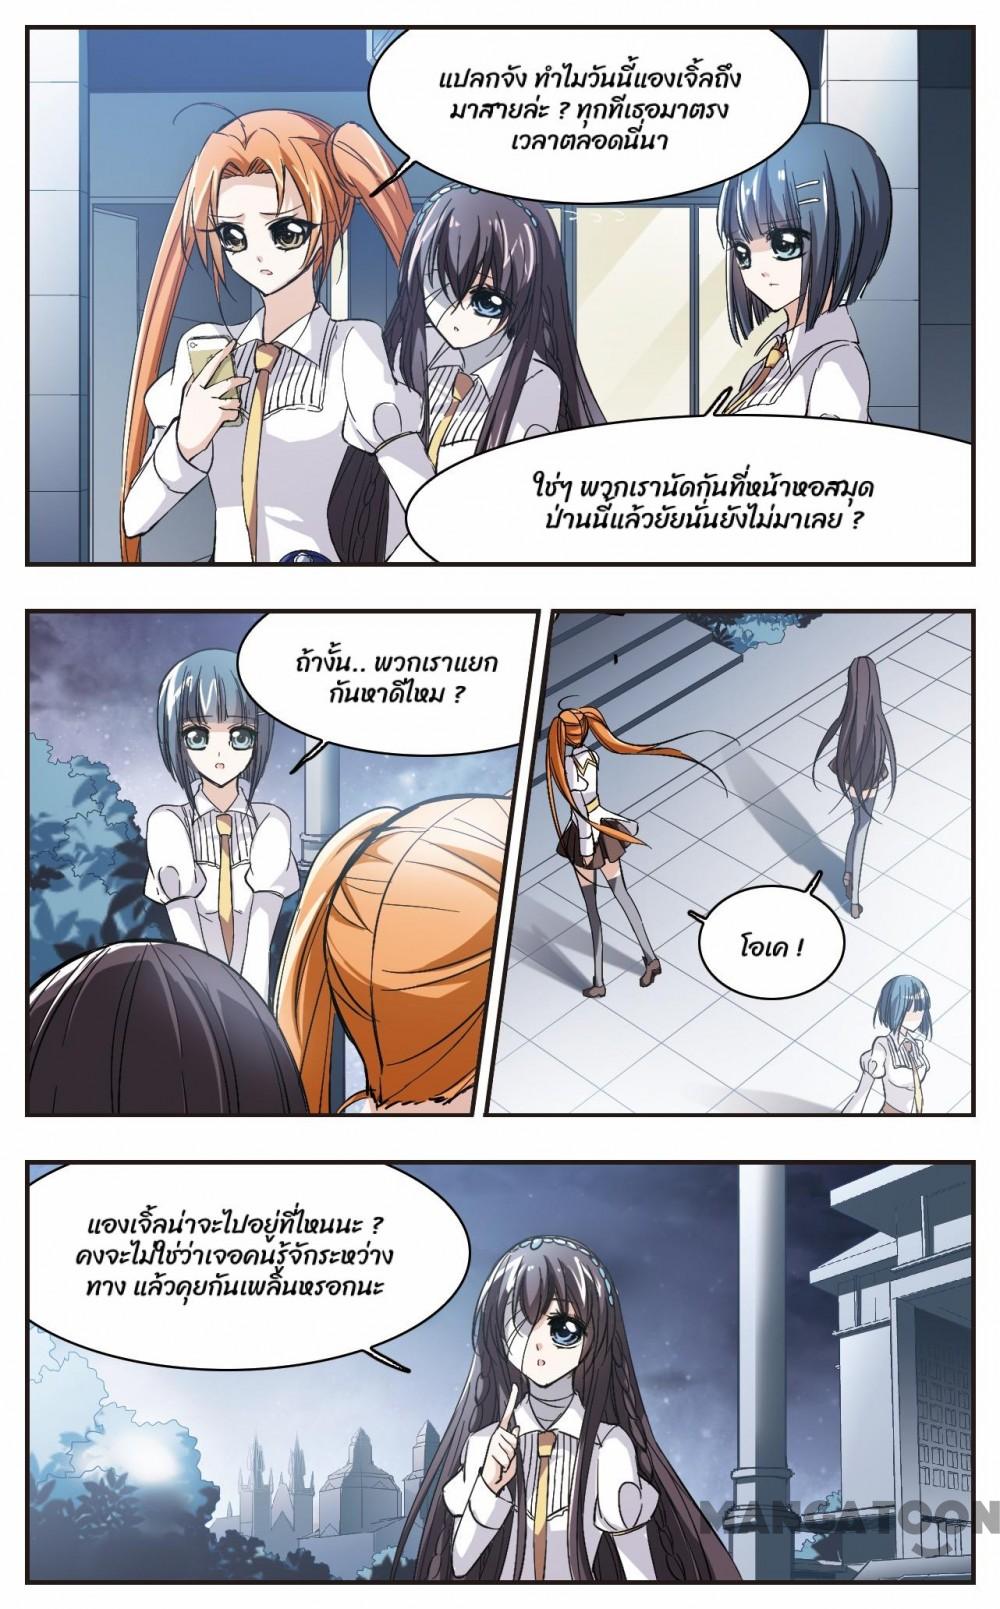 แปลกจัง ทำไมวันนี้แองเจิ้ลถึง
มาสายล่ะ ? ทุกทีเธอมาตรง
เวลาตลอดนี่นา
ใช่ๆ พวกเรานัดกันที่หน้าหอสมุด
ป่านนี้แล้วยัยนั่นยังไม่มาเลย ?
ถ้างั้น.. พวกเราแยก
กันหาดีไหม ?
โอเค !
แองเจิ้ลน่าจะไปอยู่ที่ไหนนะ ?
คงจะไม่ใช่ว่าเจอคนรู้จักระหว่าง
ทาง แล้วคุยกันเพลินหรอกนะ
MANGATOON